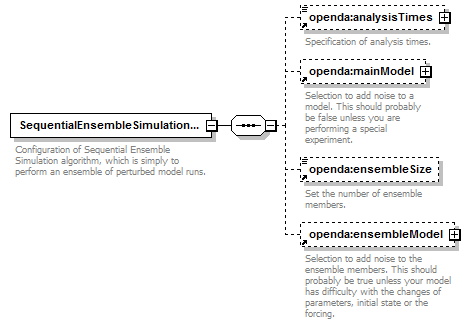 openda:analysisTimes
Specification of analysis times.
openda:mainModel
Selection to add noise to a
model. This should probably
be false unless you are
performing a special
experiment.
SequentialEnsembleSimulation...
Configuration of Sequential Ensemble
Simulation algorithm, which is simply to
perform an ensemble of perturbed model runs.
openda:ensembleSize
Set the number of ensemble
members.
openda:ensembleModel
Selection to add noise to the
ensemble members. This should
probably be true unless your model
has difficulty with the changes of
parameters, initial state or the
forcing.